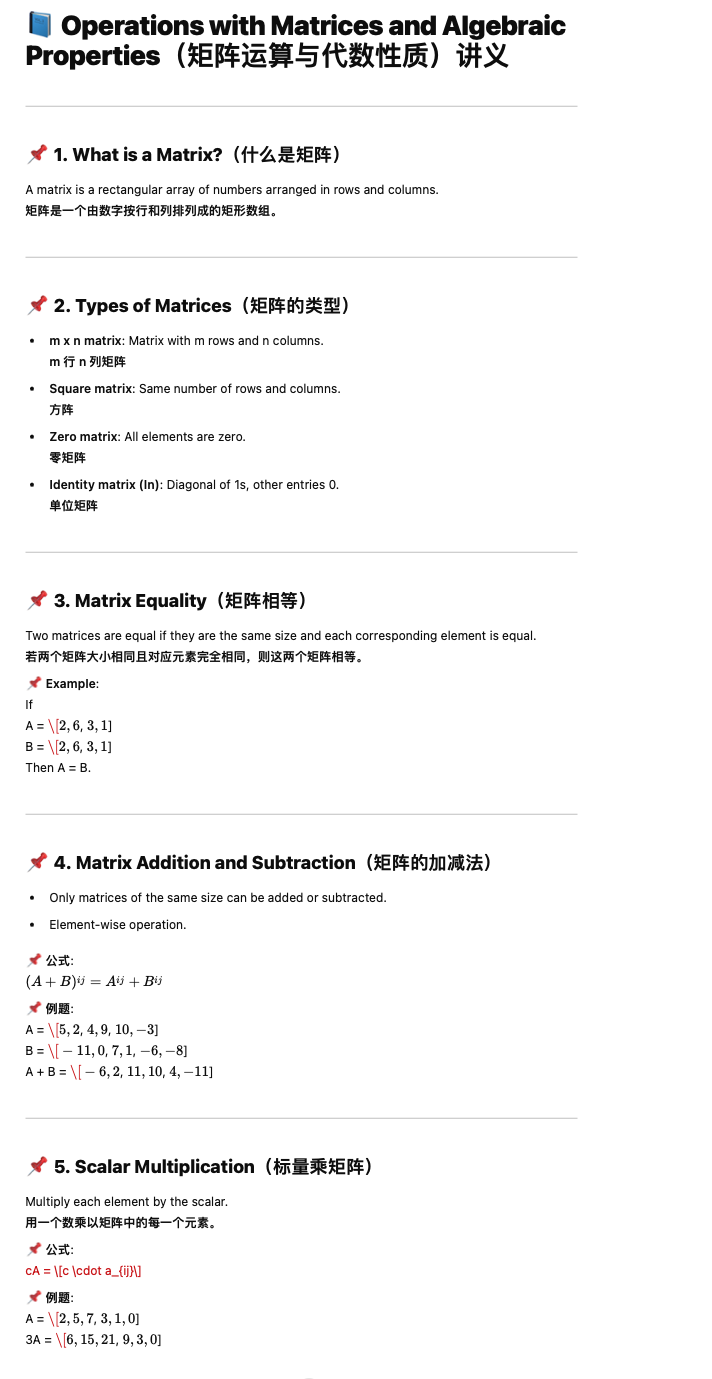 📘 Operations with Matrices and Algebraic
Properties（矩阵运算与代数性质）讲义
📌 1. What is a Matrix?（什么是矩阵）
A matrix is a rectangular array of numbers arranged in rows and columns.
矩阵是一个由数字按行和列排列成的矩形数组。
📌 2. Types of Matrices（矩阵的类型）
• m x n matrix: Matrix with m rows and n columns.
m 行 n 列矩阵
• Square matrix: Same number of rows and columns.
方阵
• Zero matrix: All elements are zero.
零矩阵
• Identity matrix (In): Diagonal of 1s, other entries 0.
单位矩阵
📌 3. Matrix Equality（矩阵相等）
Two matrices are equal if they are the same size and each corresponding element is equal.
若两个矩阵大小相同且对应元素完全相同，则这两个矩阵相等。
📌 Example:
If
A = \[2, 6, 3, 1]
B = \[2, 6, 3, 1]
Then A = B.
📌 4. Matrix Addition and Subtraction（矩阵的加减法）
• Only matrices of the same size can be added or subtracted.
• Element-wise operation.
📌 公式:
(A + B)ⁱʲ = Aⁱʲ + Bⁱʲ
📌 例题:
A = \[5, 2, 4, 9, 10, −3]
B = \[ − 11, 0, 7, 1, −6, −8]
A + B = \[ − 6, 2, 11, 10, 4, −11]
📌 5. Scalar Multiplication（标量乘矩阵）
Multiply each element by the scalar.
用一个数乘以矩阵中的每一个元素。
📌 公式:
cA = \[c \cdot a_{ij}\]
📌 例题:
A = \[2, 5, 7, 3, 1, 0]
3A = \[6, 15, 21, 9, 3, 0]